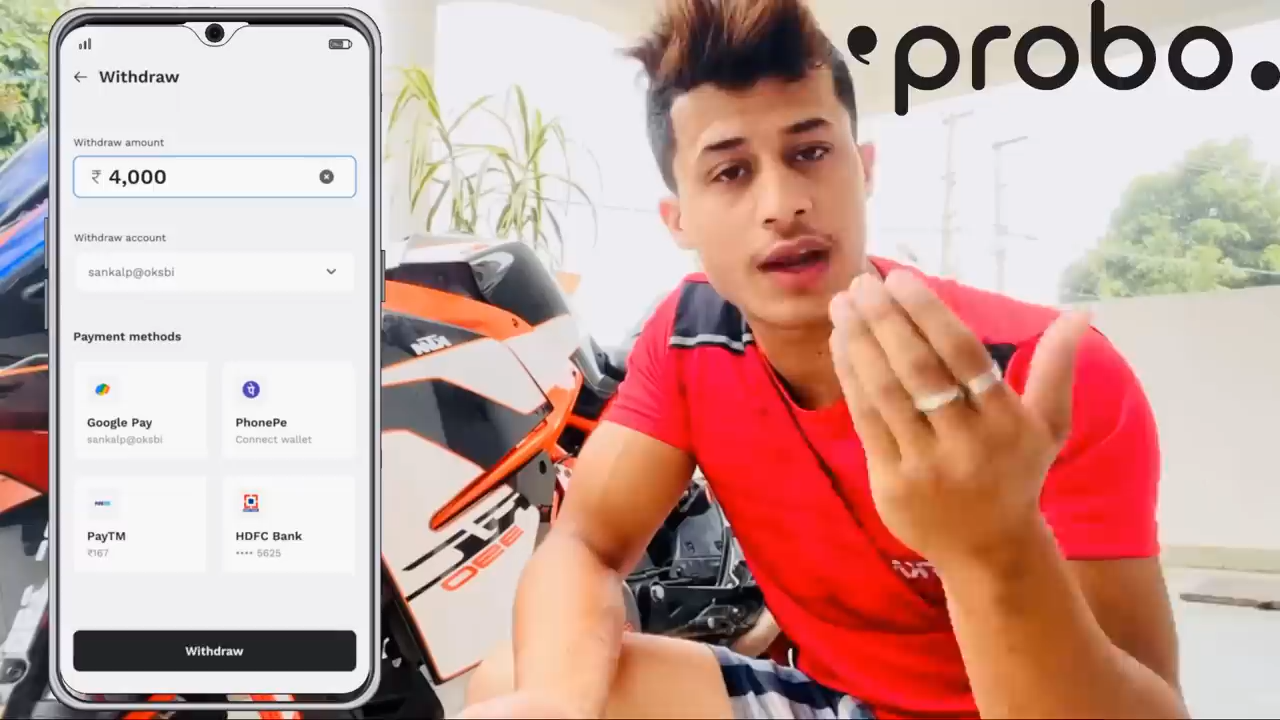 Withdraw
Withdraw amount
₹ 4,000
Withdraw account
sankalp@oksbi
Payment methods
Google Pay
sankalp@oksbi
PhonePe
Connect wallet
PayTM
₹167
HDFC Bank
•••• 5625
Withdraw
probo.
KTM